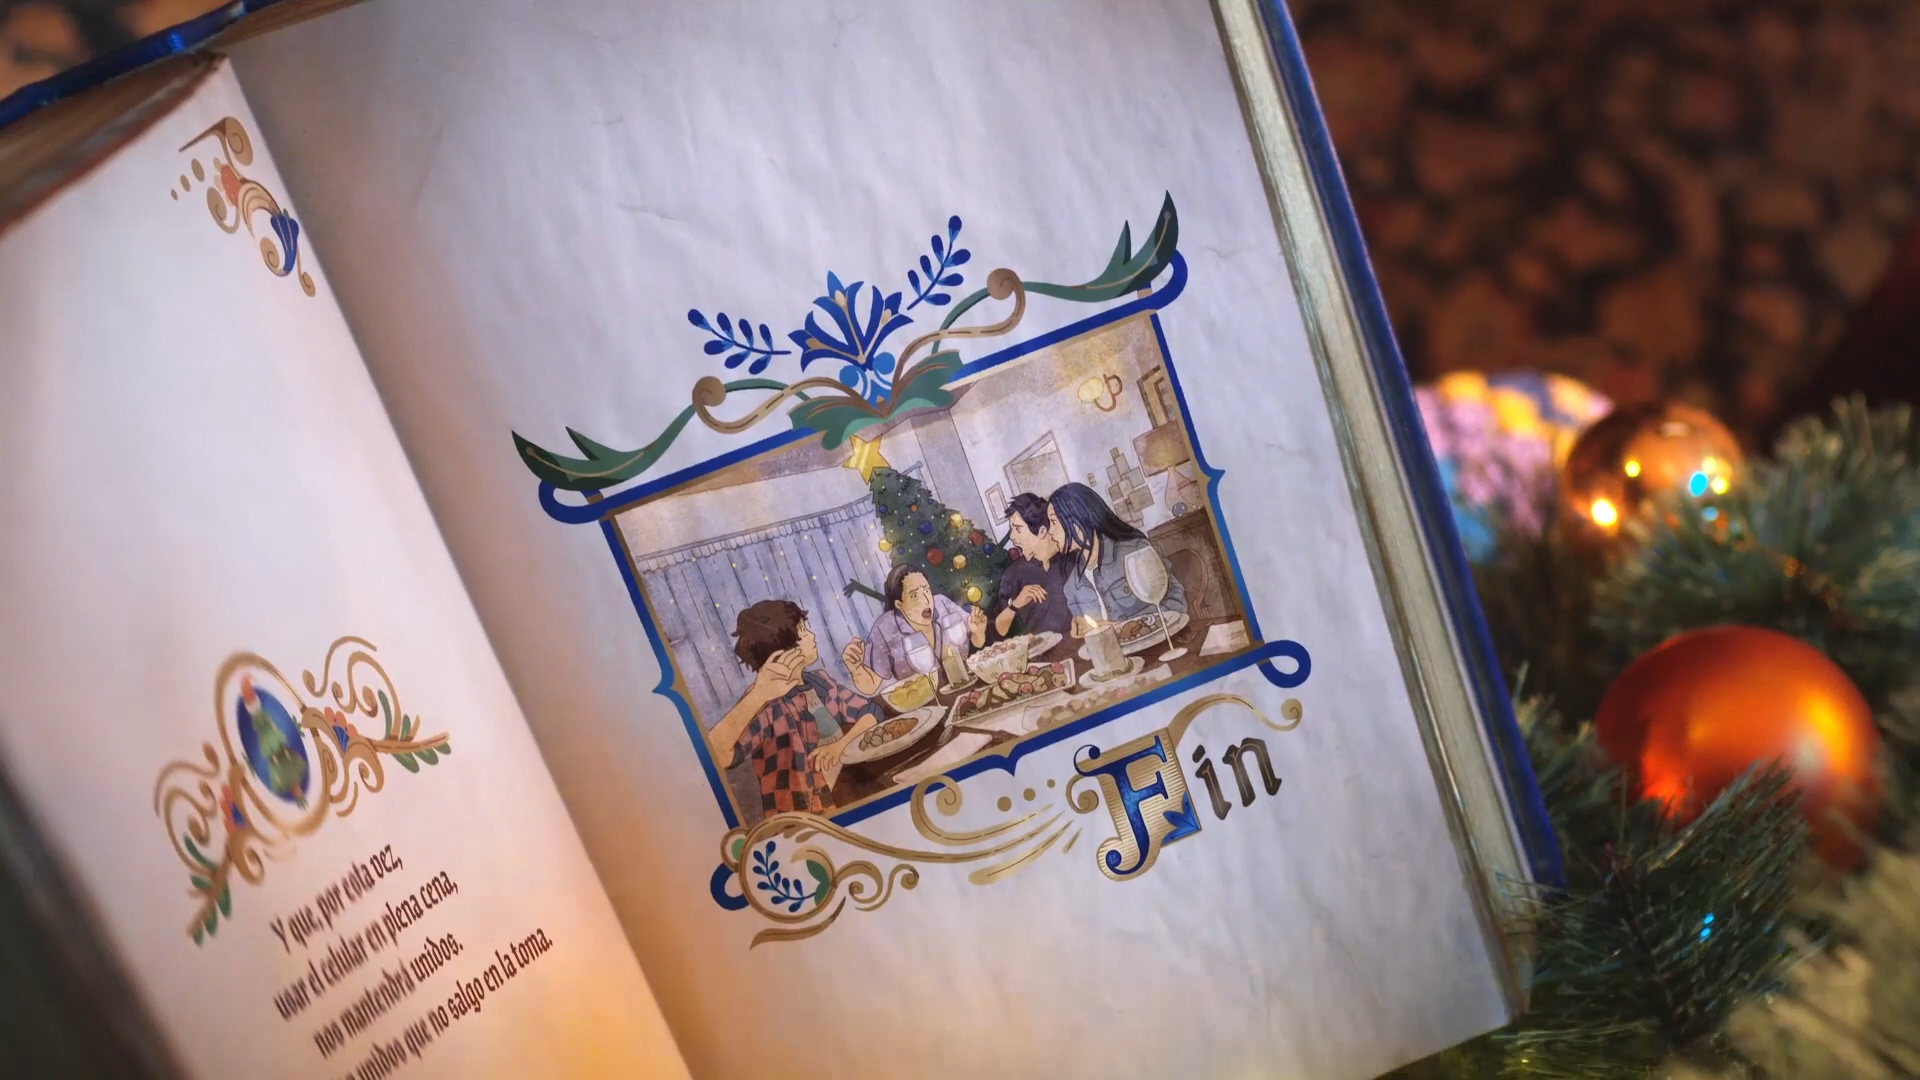 Y que, por esta vez,
usar el celular en plena cena,
nos mantendrá unidos.
unidos que no salgo en la toma.
Fin